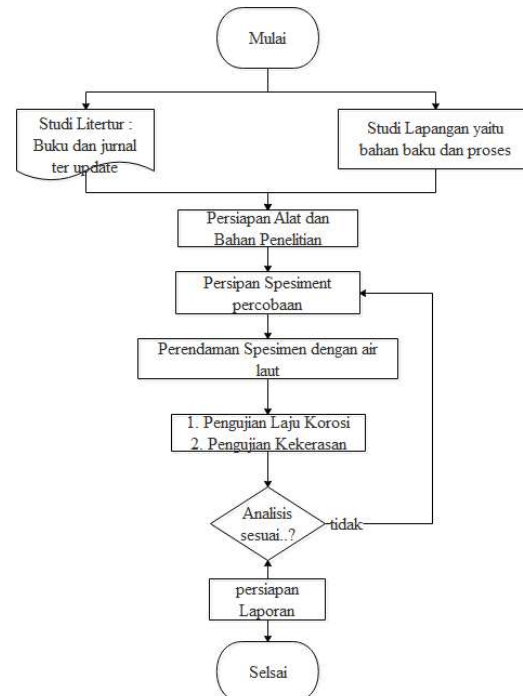 Mulai
Studi Litertur :
Buku dan jurnal
ter update
Studi Lapangan yaitu
bahan baku dan proses
Persiapan Alat dan
Bahan Penelitian
Persipan Spesiment
percobaan
Perendaman Spesimen dengan air
laut
1. Pengujian Laju Korosi
2. Pengujian Kekerasan
Analisis
sesuai..?
tidak
persiapan
Laporan
Selsai